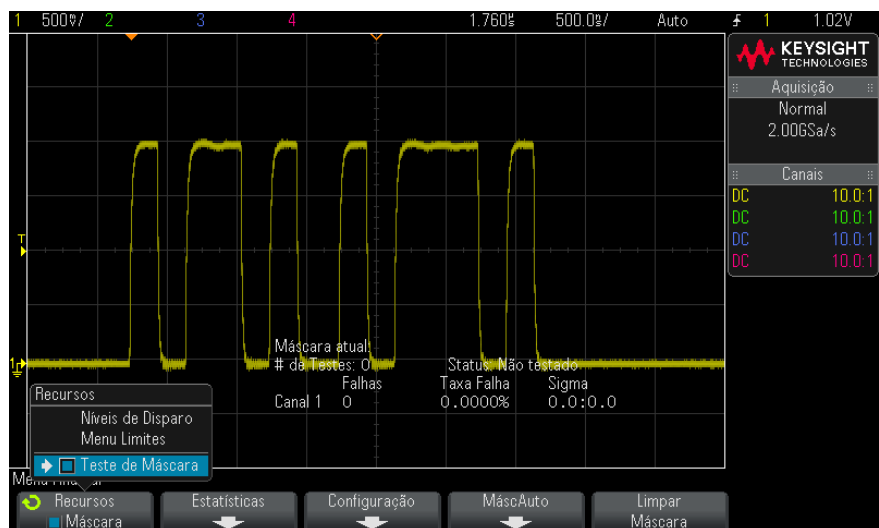 1 500♈/ 2 3 4 1.760s 500.0s/ Auto 1 1.02V
KEYSIGHT
TECHNOLOGIES
Aquisição
Normal
2.00GSa/s
Canais
DC 10.0:1
DC 10.0:1
DC 10.0:1
DC 10.0:1
T
1
Máscara atual:
# de Testes: 0 Status: Não testado
Falhas Taxa Falha Sigma
Canal 1 0 0.0000% 0.0:0.0
Recursos
Níveis de Disparo
Menu Limites
Teste de Máscara
Recursos
Máscara
Estatísticas
Configuração
MáscAuto
Limpar
Máscara